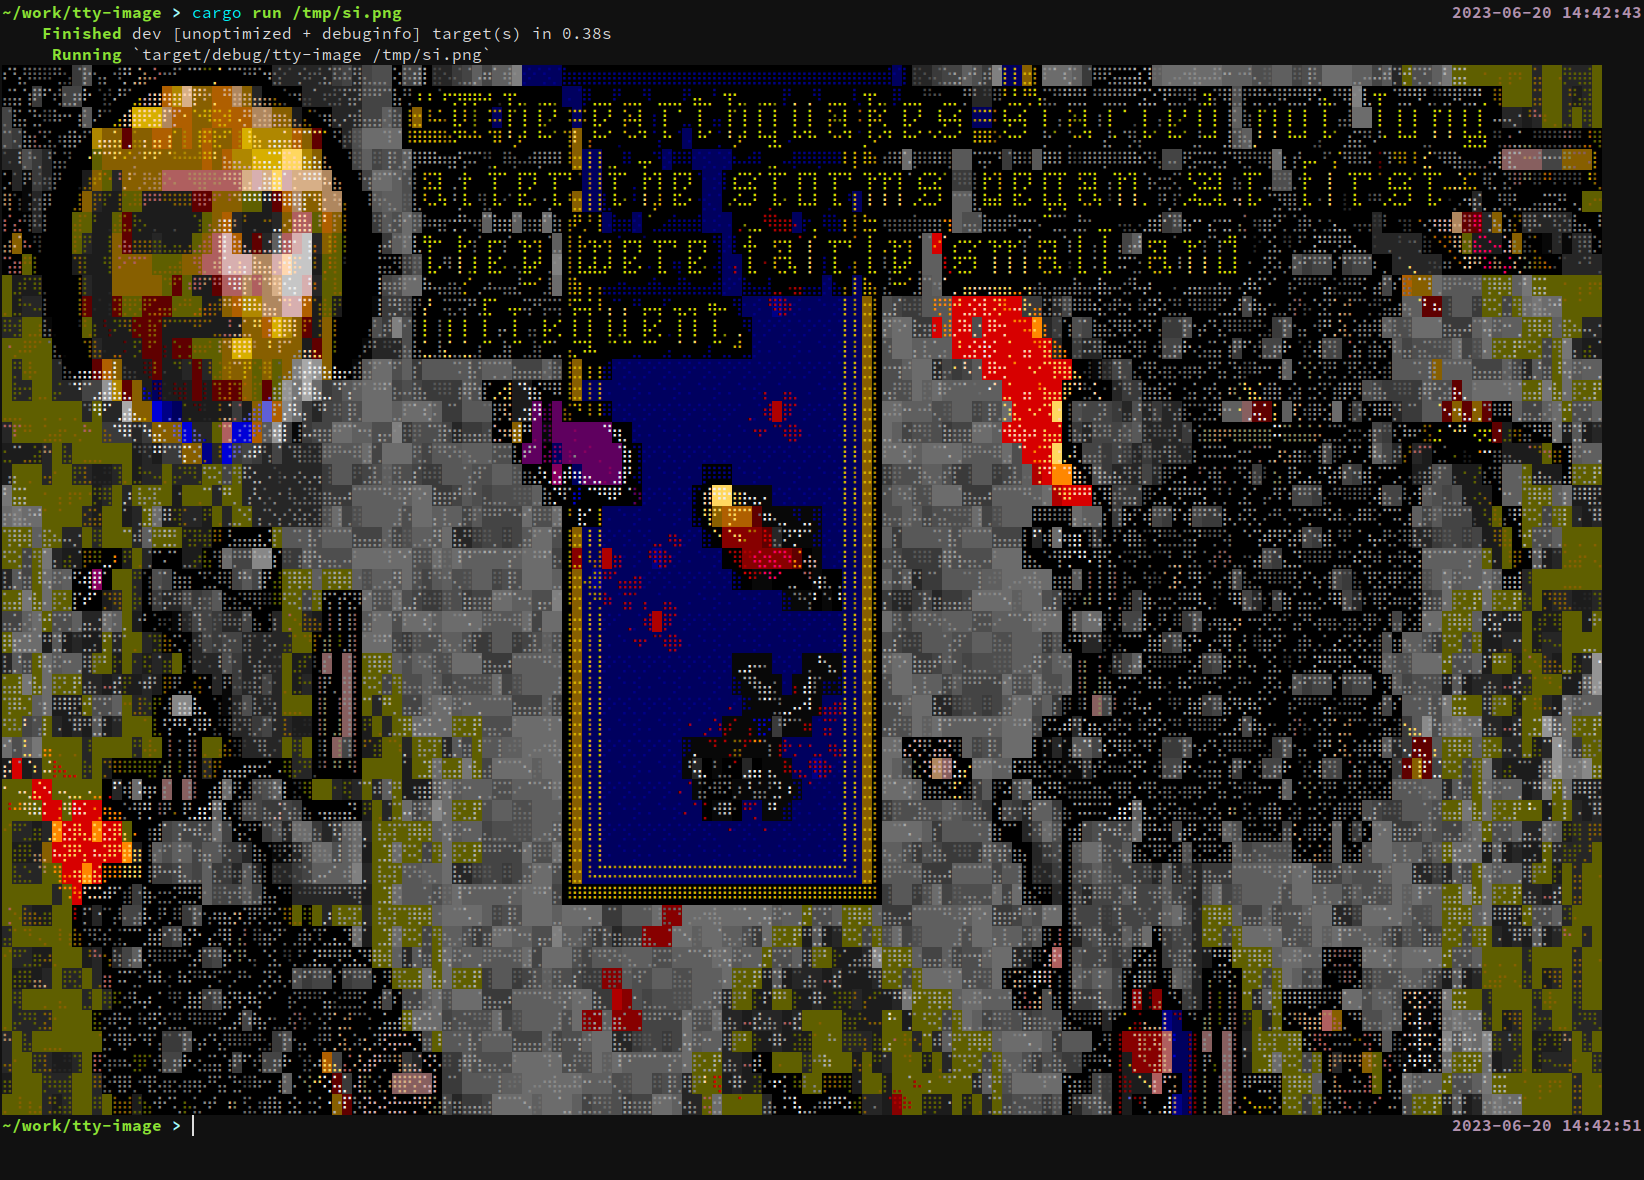 ~/work/tty-image > cargo run /tmp/si.png 2023-06-20 14:42:43
Finished dev [unoptimized + debuginfo] target(s) in 0.38s
Running `target/debug/tty-image /tmp/si.png`
The earthquakes started not long
after the storms began. At first
they were fairly small and
infrequent,
~/work/tty-image > 2023-06-20 14:42:51